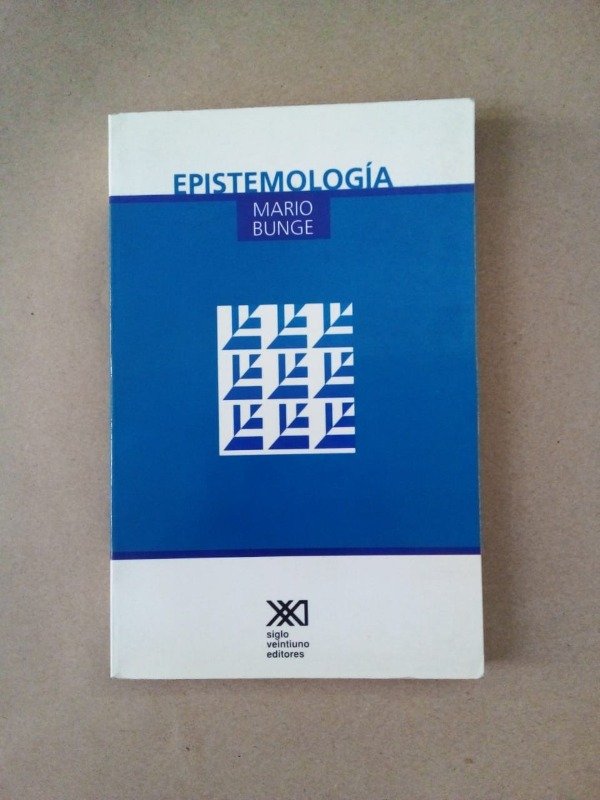 EPISTEMOLOGÍA
MARIO
BUNGE
siglo
veintiuno
editores